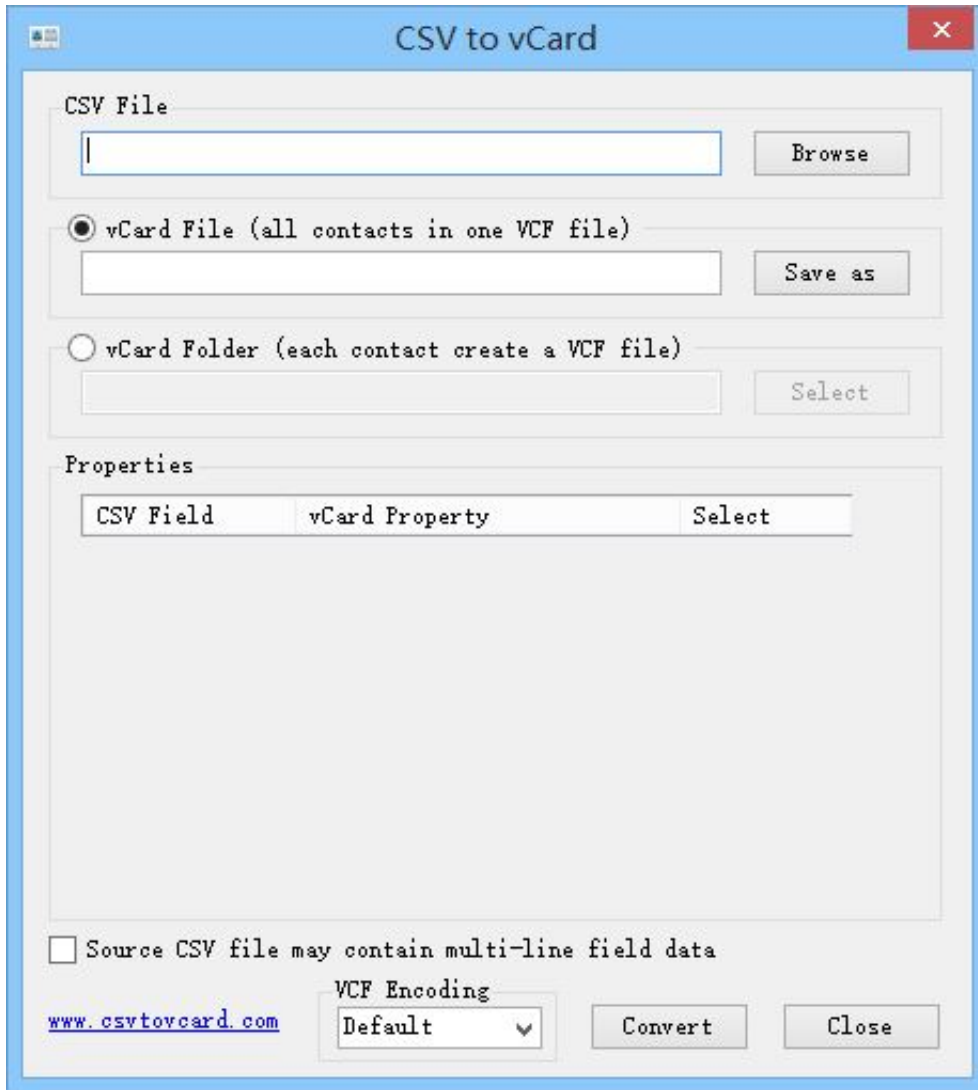 CSV to vCard
CSV File
Browse
vCard File (all contacts in one VCF file)
Save as
vCard Folder (each contact create a VCF file)
Select
Properties
CSV Field vCard Property Select
Source CSV file may contain multi-line field data
VCF Encoding
www.csvtovcard.com Default Convert Close